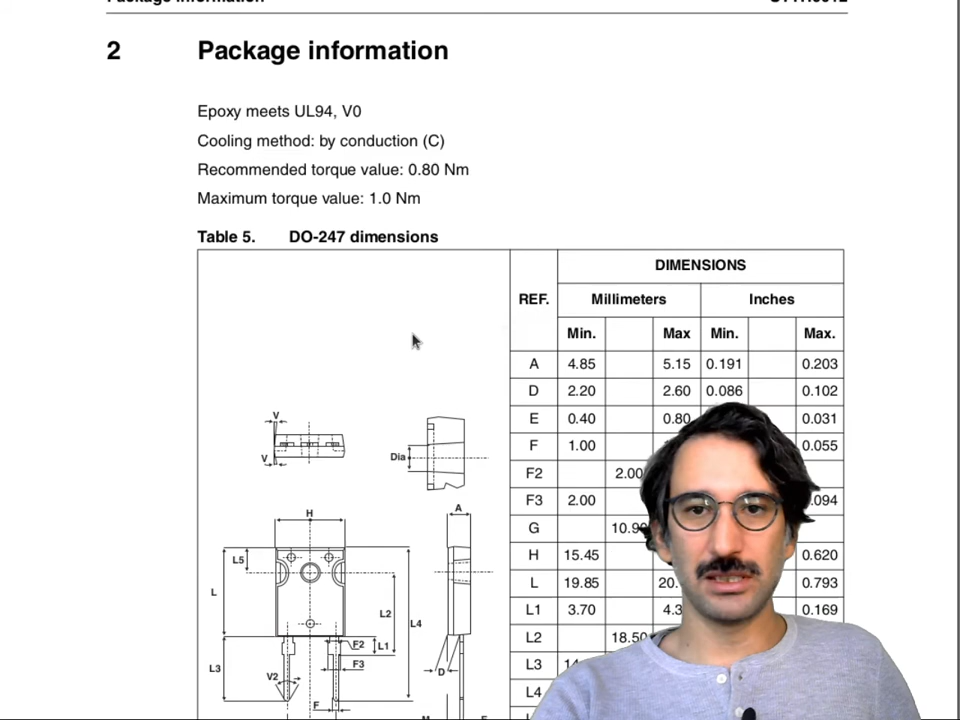 2 Package information
Epoxy meets UL94, V0
Cooling method: by conduction (C)
Recommended torque value: 0.80 Nm
Maximum torque value: 1.0 Nm
Table 5. DO-247 dimensions
DIMENSIONS
REF. Millimeters Inches
Min. Max Min. Max.
A 4.85 5.15 0.191 0.203
D 2.20 2.60 0.086 0.102
E 0.40 0.80 0.031
F 1.00 0.055
F2 2.00
F3 2.00
G
H 15.45 0.620
L 19.85 0.793
L1 3.70 0.169
L2 18.50
L3
L4
V
V
Dia
H
A
L5
L
L2
L4
F2 L1
L3
F3
V2
D
F